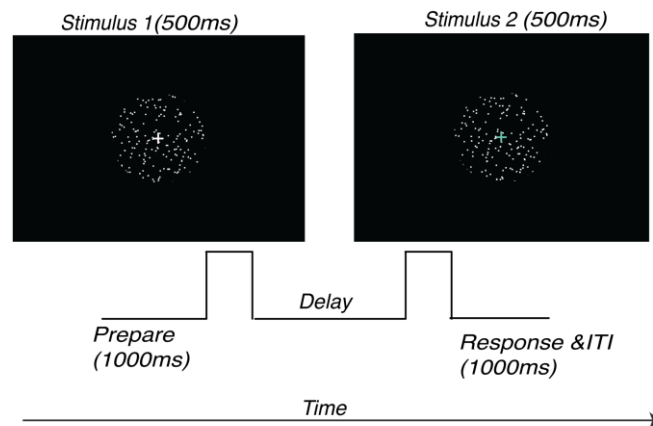 Stimulus 1(500ms)
Stimulus 2 (500ms)
Delay
Prepare
(1000ms)
Response &ITI
(1000ms)
Time